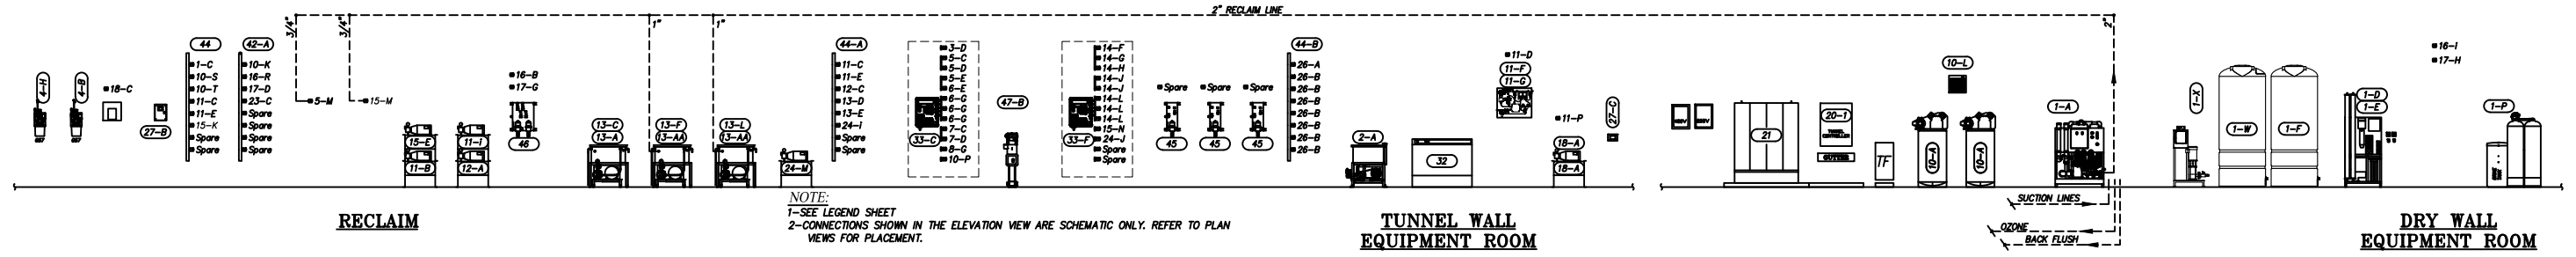 2" RECLAIM LINE
3/4"
3/4"
1"
1"
2"
4-H
4-B
18-C
27-B
44
1-C
10-S
10-T
11-C
11-E
15-K
Spare
Spare
42-A
10-K
16-R
17-D
23-C
Spare
Spare
Spare
Spare
5-M
15-M
15-E
11-B
11-I
12-A
16-B
17-G
46
13-C
13-A
13-F
13-AA
13-L
13-AA
24-M
44-A
11-C
11-E
12-C
13-D
13-E
24-I
Spare
Spare
33-C
3-D
5-C
5-D
5-E
6-E
6-G
6-G
6-G
7-C
7-D
8-G
10-P
47-B
33-F
14-F
14-G
14-H
14-J
14-J
14-L
14-L
14-L
15-N
24-J
Spare
Spare
Spare
45
Spare
45
Spare
45
44-B
26-A
26-B
26-B
26-B
26-B
26-B
26-B
26-B
2-A
32
11-D
11-F
11-G
11-P
18-A
18-A
27-C
21
20-1
TUNNEL
CONTROLLER
GUTTER
TF
10-L
10-A
10-A
1-A
1-X
1-W
1-F
1-D
1-E
16-I
17-H
1-P
SUCTION LINES
OZONE
BACK FLUSH
NOTE:
1-SEE LEGEND SHEET
2-CONNECTIONS SHOWN IN THE ELEVATION VIEW ARE SCHEMATIC ONLY. REFER TO PLAN
VIEWS FOR PLACEMENT.
RECLAIM
TUNNEL WALL
EQUIPMENT ROOM
DRY WALL
EQUIPMENT ROOM